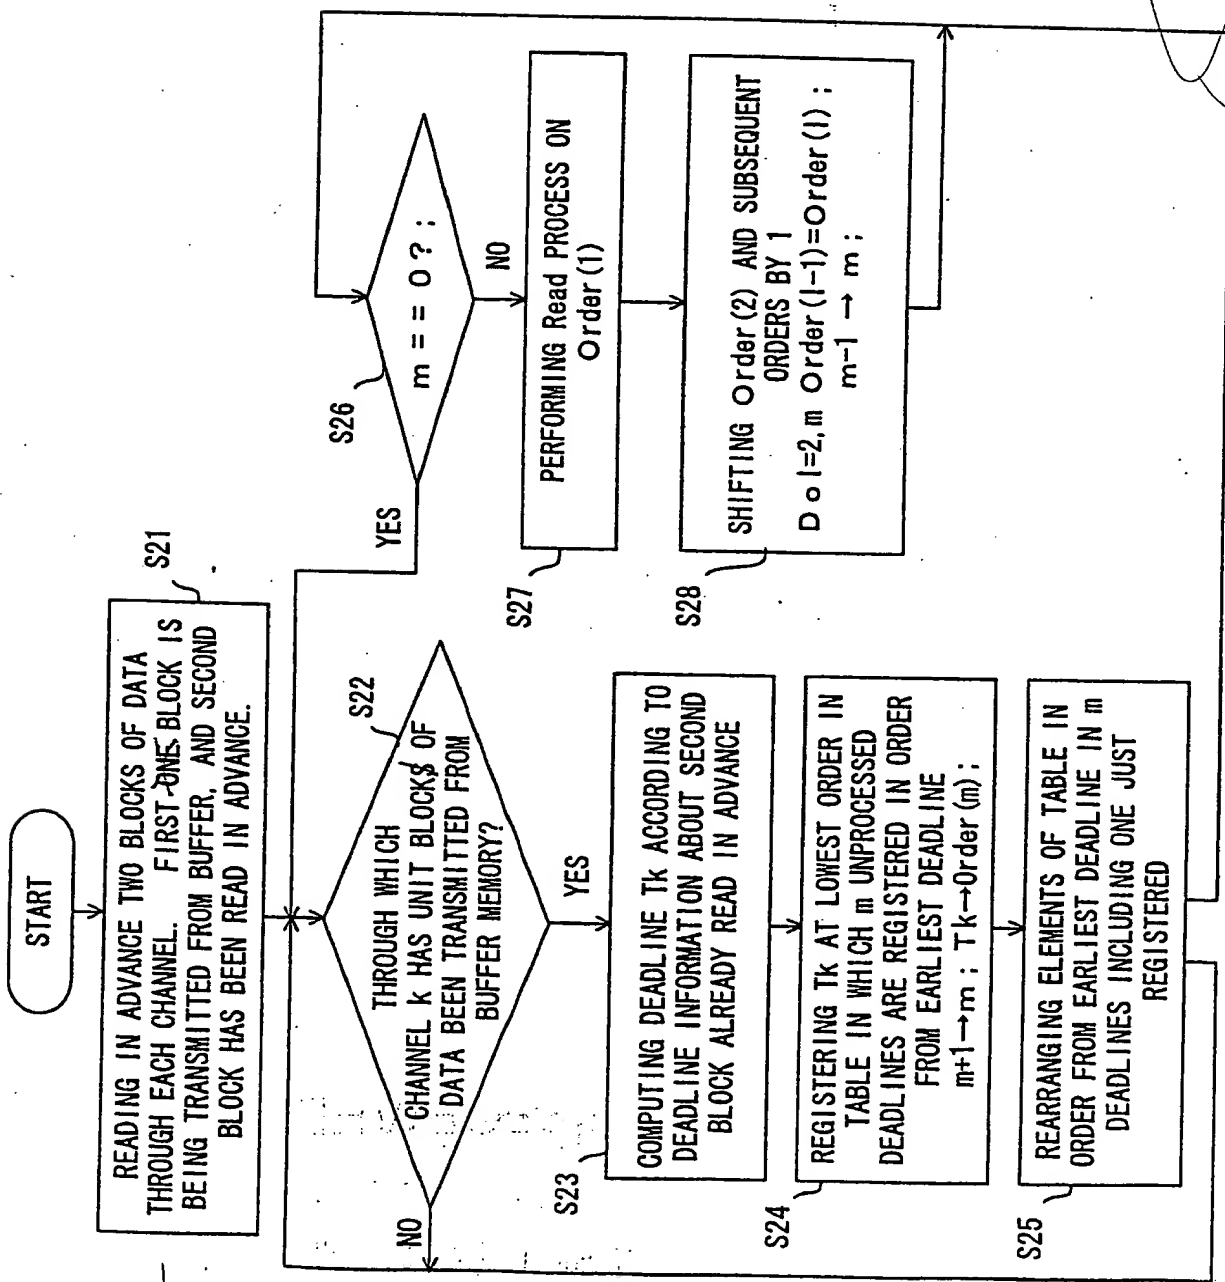 START
S21
READING IN ADVANCE TWO BLOCKS OF DATA
THROUGH EACH CHANNEL. FIRST ONE BLOCK IS
BEING TRANSMITTED FROM BUFFER, AND SECOND
BLOCK HAS BEEN READ IN ADVANCE.
S22
THROUGH WHICH
CHANNEL k HAS UNIT BLOCKS OF
DATA BEEN TRANSMITTED FROM
BUFFER MEMORY?
NO
YES
S23
COMPUTING DEADLINE Tk ACCORDING TO
DEADLINE INFORMATION ABOUT SECOND
BLOCK ALREADY READ IN ADVANCE
S24
REGISTERING Tk AT LOWEST ORDER IN
TABLE IN WHICH m UNPROCESSED
DEADLINES ARE REGISTERED IN ORDER
FROM EARLIEST DEADLINE
m+1→m ; Tk→Order(m) ;
S25
REARRANGING ELEMENTS OF TABLE IN
ORDER FROM EARLIEST DEADLINE IN m
DEADLINES INCLUDING ONE JUST
REGISTERED
S26
m == 0 ? ;
YES
NO
S27
PERFORMING Read PROCESS ON
Order(1)
S28
SHIFTING Order(2) AND SUBSEQUENT
ORDERS BY 1
Do l=2,m Order(l-1)=Order(l) ;
m-1 → m ;